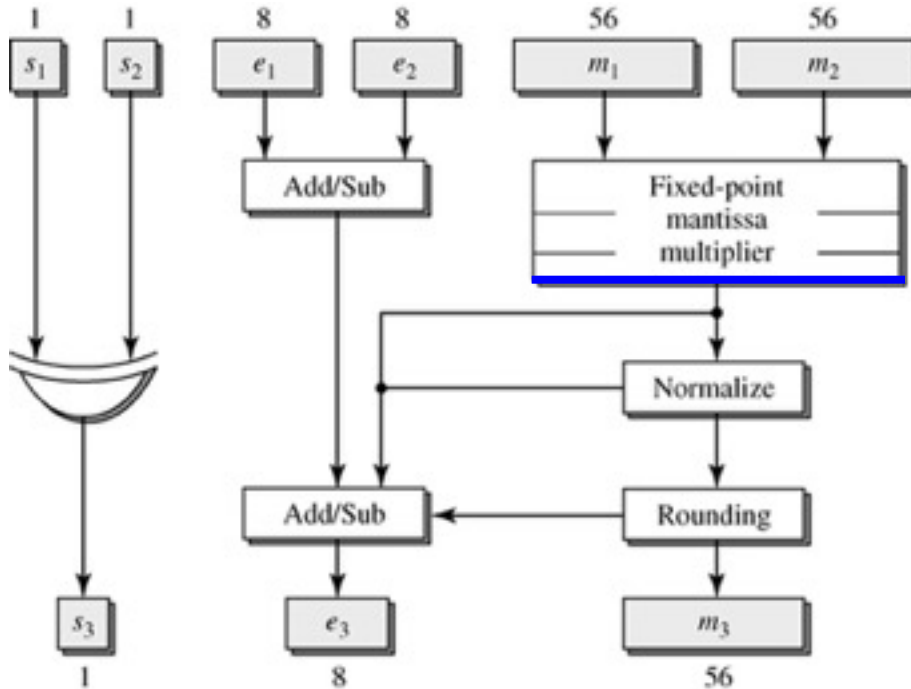 1 1 8 8 56 56
s1 s2 e1 e2 m1 m2
Add/Sub
Fixed-point
mantissa
multiplier
Normalize
Add/Sub
Rounding
s3 e3 m3
1 8 56